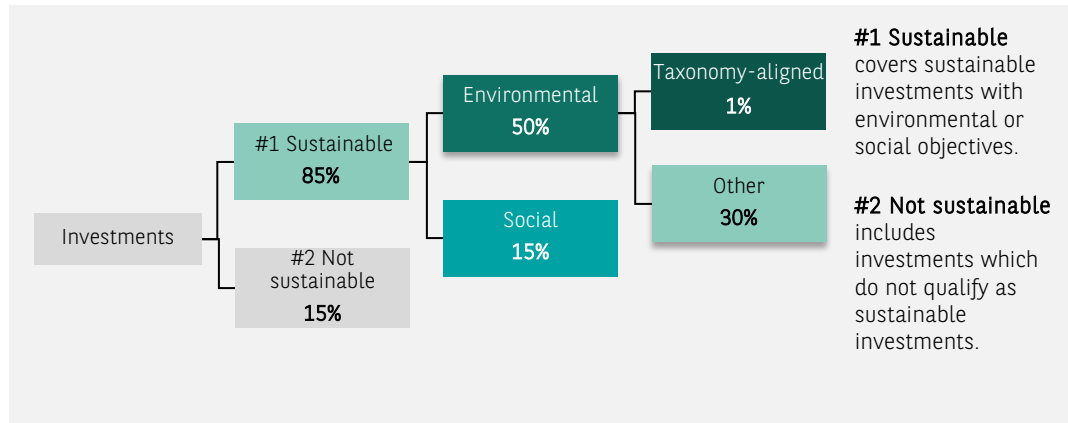 Investments
#1 Sustainable
85%
#2 Not
sustainable
15%
Environmental
50%
Social
15%
Taxonomy-aligned
1%
Other
30%
#1 Sustainable
covers sustainable
investments with
environmental or
social objectives.
#2 Not sustainable
includes
investments which
do not qualify as
sustainable
investments.